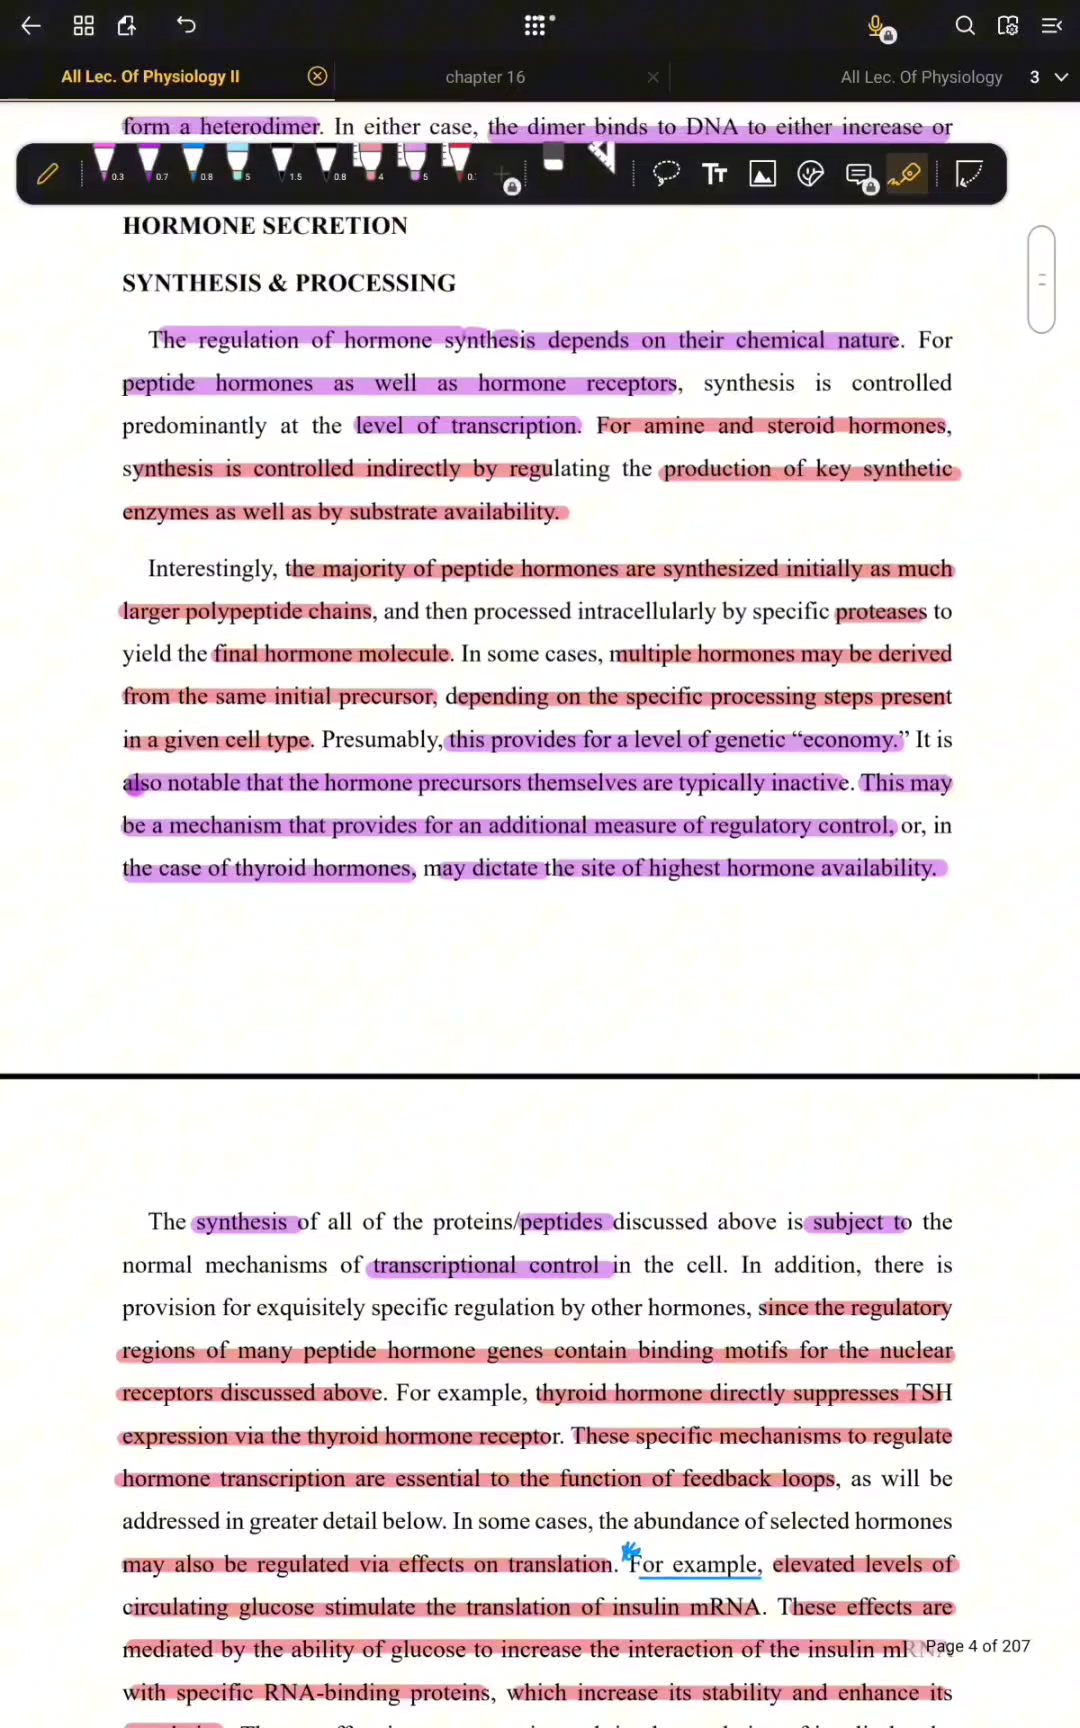 All Lec. Of Physiology II
chapter 16
All Lec. Of Physiology
3
form a heterodimer. In either case, the dimer binds to DNA to either increase or
0.3 0.7 0.8 5 1.5 0.8 4 5 0.
Tт
HORMONE SECRETION
SYNTHESIS & PROCESSING
The regulation of hormone synthesis depends on their chemical nature. For
peptide hormones as well as hormone receptors, synthesis is controlled
predominantly at the level of transcription. For amine and steroid hormones,
synthesis is controlled indirectly by regulating the production of key synthetic
enzymes as well as by substrate availability.
Interestingly, the majority of peptide hormones are synthesized initially as much
larger polypeptide chains, and then processed intracellularly by specific proteases to
yield the final hormone molecule. In some cases, multiple hormones may be derived
from the same initial precursor, depending on the specific processing steps present
in a given cell type. Presumably, this provides for a level of genetic “economy.” It is
also notable that the hormone precursors themselves are typically inactive. This may
be a mechanism that provides for an additional measure of regulatory control, or, in
the case of thyroid hormones, may dictate the site of highest hormone availability.
The synthesis of all of the proteins/peptides discussed above is subject to the
normal mechanisms of transcriptional control in the cell. In addition, there is
provision for exquisitely specific regulation by other hormones, since the regulatory
regions of many peptide hormone genes contain binding motifs for the nuclear
receptors discussed above. For example, thyroid hormone directly suppresses TSH
expression via the thyroid hormone receptor. These specific mechanisms to regulate
hormone transcription are essential to the function of feedback loops, as will be
addressed in greater detail below. In some cases, the abundance of selected hormones
may also be regulated via effects on translation. For example, elevated levels of
circulating glucose stimulate the translation of insulin mRNA. These effects are
mediated by the ability of glucose to increase the interaction of the insulin mRNA
Page 4 of 207
with specific RNA-binding proteins, which increase its stability and enhance its